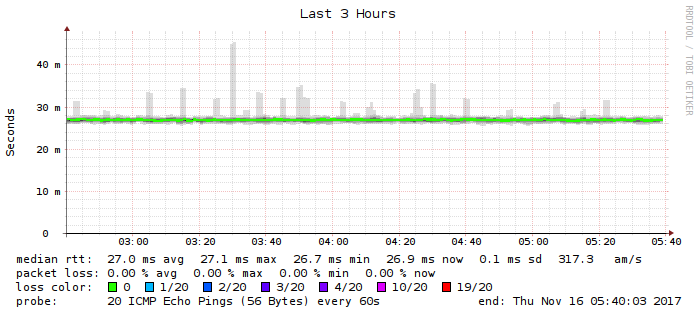 Last 3 Hours
RRDTOOL / TOBI OETIKER
Seconds
40 m
30 m
20 m
10 m
0
03:00 03:20 03:40 04:00 04:20 04:40 05:00 05:20 05:40
median rtt: 27.0 ms avg 27.1 ms max 26.7 ms min 26.9 ms now 0.1 ms sd 317.3 am/s
packet loss: 0.00 % avg 0.00 % max 0.00 % min 0.00 % now
loss color: 0 1/20 2/20 3/20 4/20 10/20 19/20
probe: 20 ICMP Echo Pings (56 Bytes) every 60s end: Thu Nov 16 05:40:03 2017